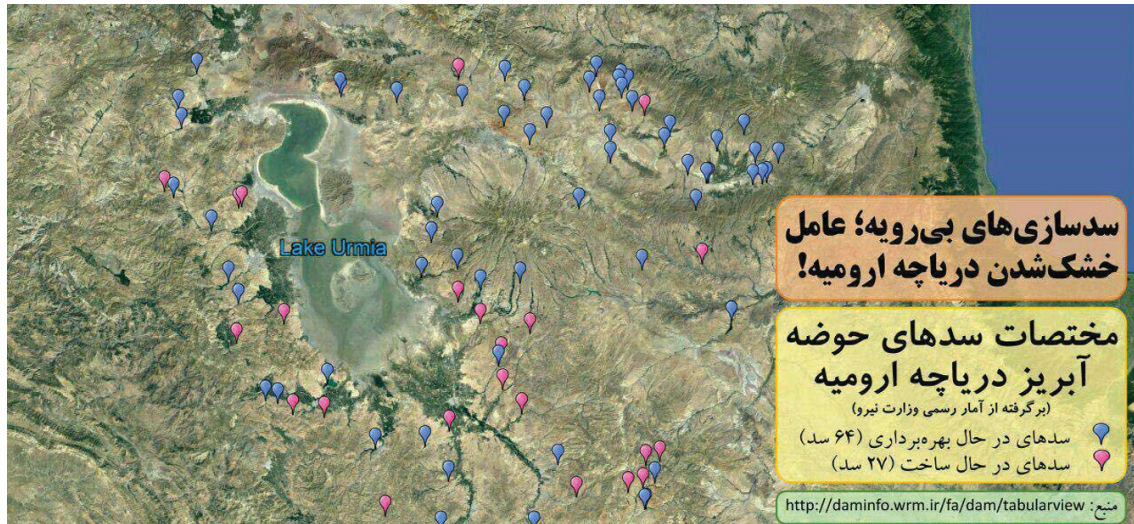 Lake Urmia
سدسازی‌های بی‌رویه؛ عامل
خشک‌شدن دریاچه ارومیه!
مختصات سدهای حوضه
آبریز دریاچه ارومیه
(برگرفته از آمار رسمی وزارت نیرو)
سدهای در حال بهره‌برداری (۶۴ سد)
سدهای در حال ساخت (۲۷ سد)
منبع: http://daminfo.wrm.ir/fa/dam/tabularview